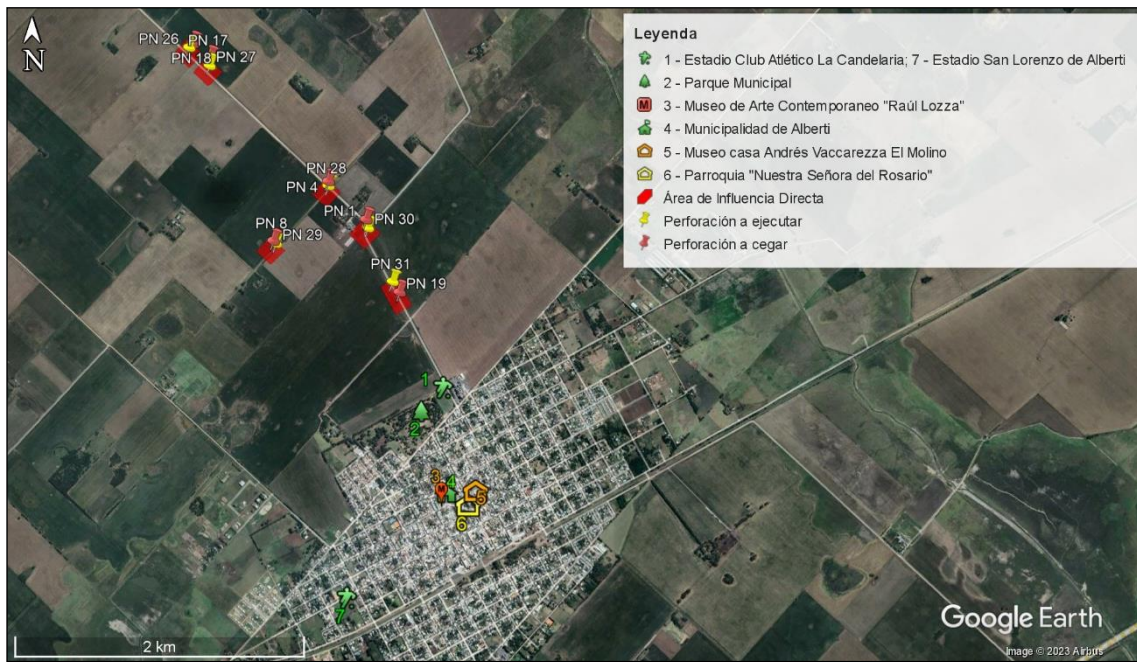 N
PN 26
PN 17
PN 18
PN 27
PN 28
PN 4
PN 1
PN 30
PN 8
PN 29
PN 31
PN 19
1
2
3
4
5
6
7
Leyenda
1 - Estadio Club Atlético La Candelaria; 7 - Estadio San Lorenzo de Alberti
2 - Parque Municipal
M
3 - Museo de Arte Contemporaneo "Raúl Lozza"
4 - Municipalidad de Alberti
5 - Museo casa Andrés Vaccarezza El Molino
6 - Parroquia "Nuestra Señora del Rosario"
Área de Influencia Directa
Perforación a ejecutar
Perforación a cegar
2 km
Google Earth
Image © 2023 Airbus